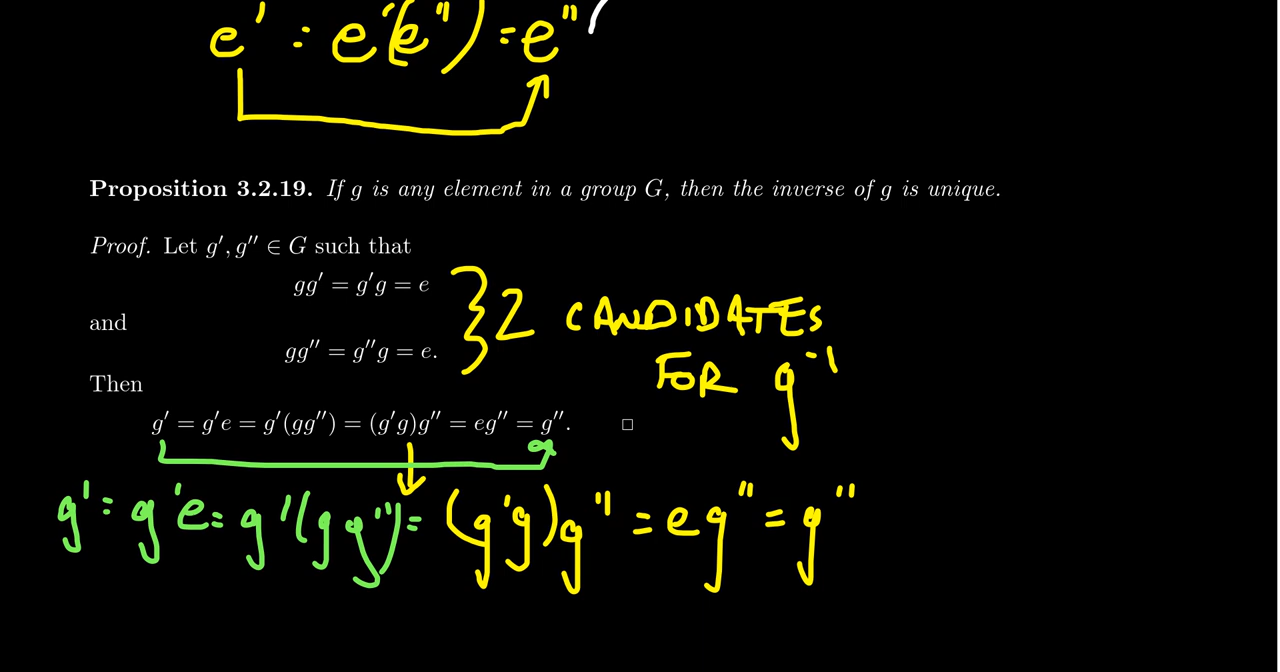 e' = e'(e'') = e''
Proposition 3.2.19. If g is any element in a group G, then the inverse of g is unique.
Proof. Let g′, g″ ∈ G such that
gg′ = g′g = e
and
gg″ = g″g = e.
} 2 CANDIDATES
FOR g⁻¹
Then
g′ = g′e = g′(gg″) = (g′g)g″ = eg″ = g″. □
g' = g'e = g'(gg'') = (g'g)g'' = eg'' = g''